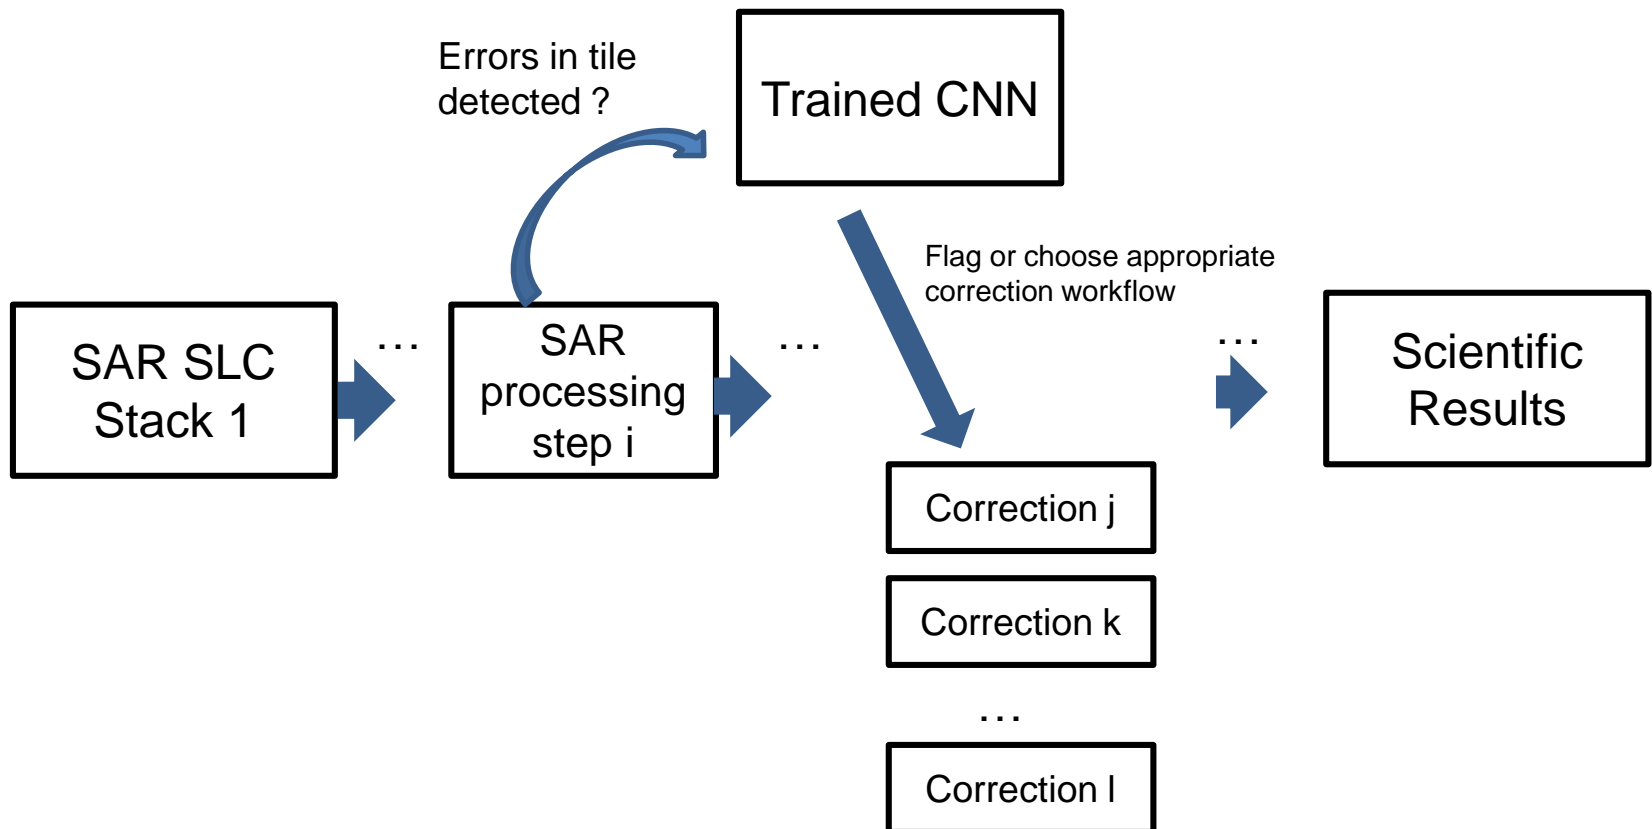 Errors in tile
detected ?
Trained CNN
Flag or choose appropriate
correction workflow
SAR SLC
Stack 1
...
SAR
processing
step i
...
...
Scientific
Results
Correction j
Correction k
...
Correction l